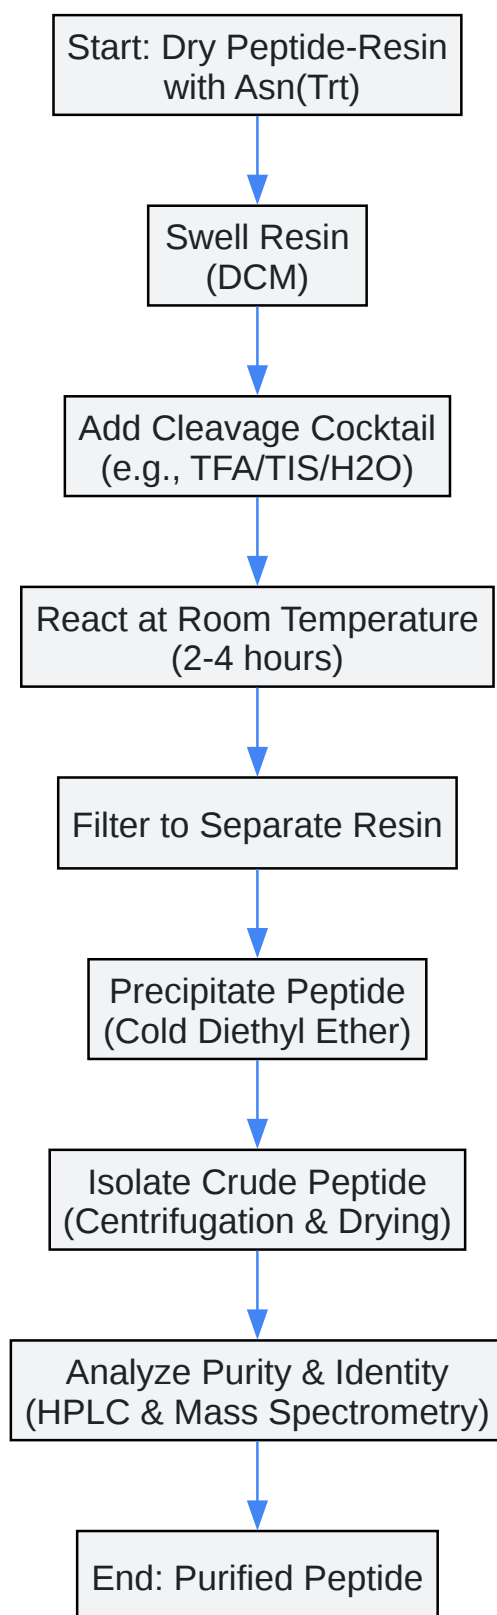 Start: Dry Peptide-Resin
with Asn(Trt)
Swell Resin
(DCM)
Add Cleavage Cocktail
(e.g., TFA/TIS/H2O)
React at Room Temperature
(2-4 hours)
Filter to Separate Resin
Precipitate Peptide
(Cold Diethyl Ether)
Isolate Crude Peptide
(Centrifugation & Drying)
Analyze Purity & Identity
(HPLC & Mass Spectrometry)
End: Purified Peptide